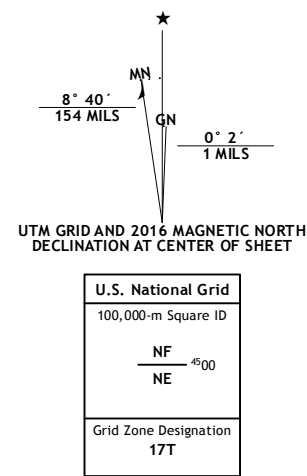 ★
MN
8° 40´
154 MILS
GN
0° 2´
1 MILS
UTM GRID AND 2016 MAGNETIC NORTH
DECLINATION AT CENTER OF SHEET
U.S. National Grid
100,000-m Square ID
NF
4500
NE
Grid Zone Designation
17T